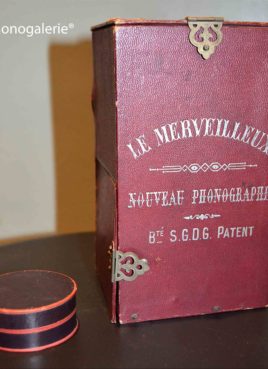 onogalerie®
LE MERVEILLEUX
NOUVEAU PHONOGRAPHE
Bté S.G.D.G. PATENT